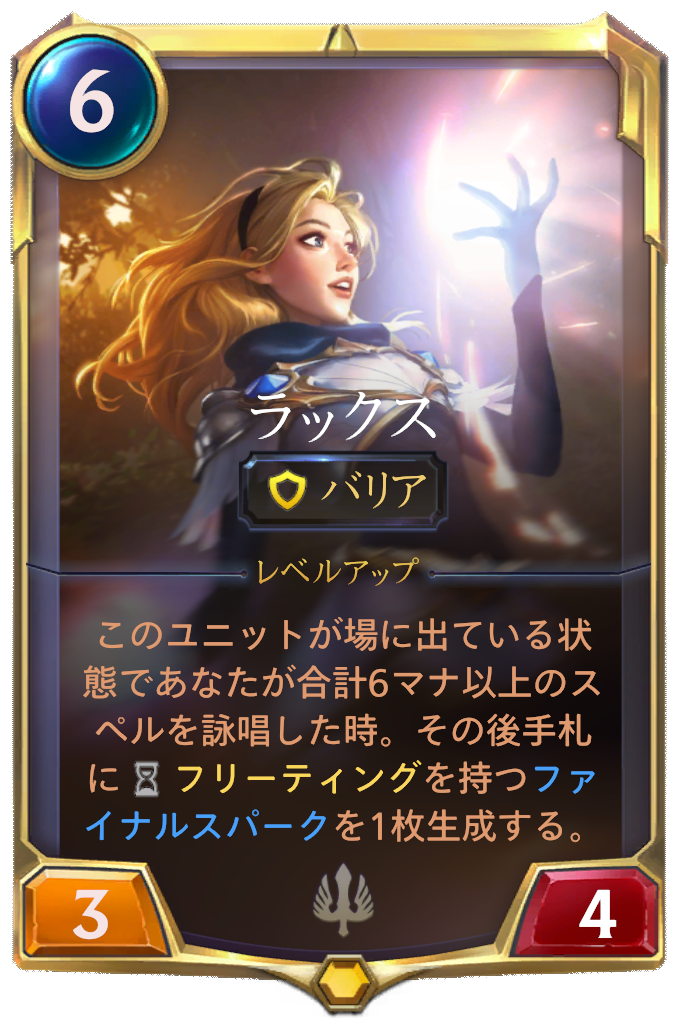 6
ラックス
バリア
レベルアップ
このユニットが場に出ている状
態であなたが合計6マナ以上のス
ペルを詠唱した時。その後手札
に フリーティングを持つファ
イナルスパークを1枚生成する。
3
4